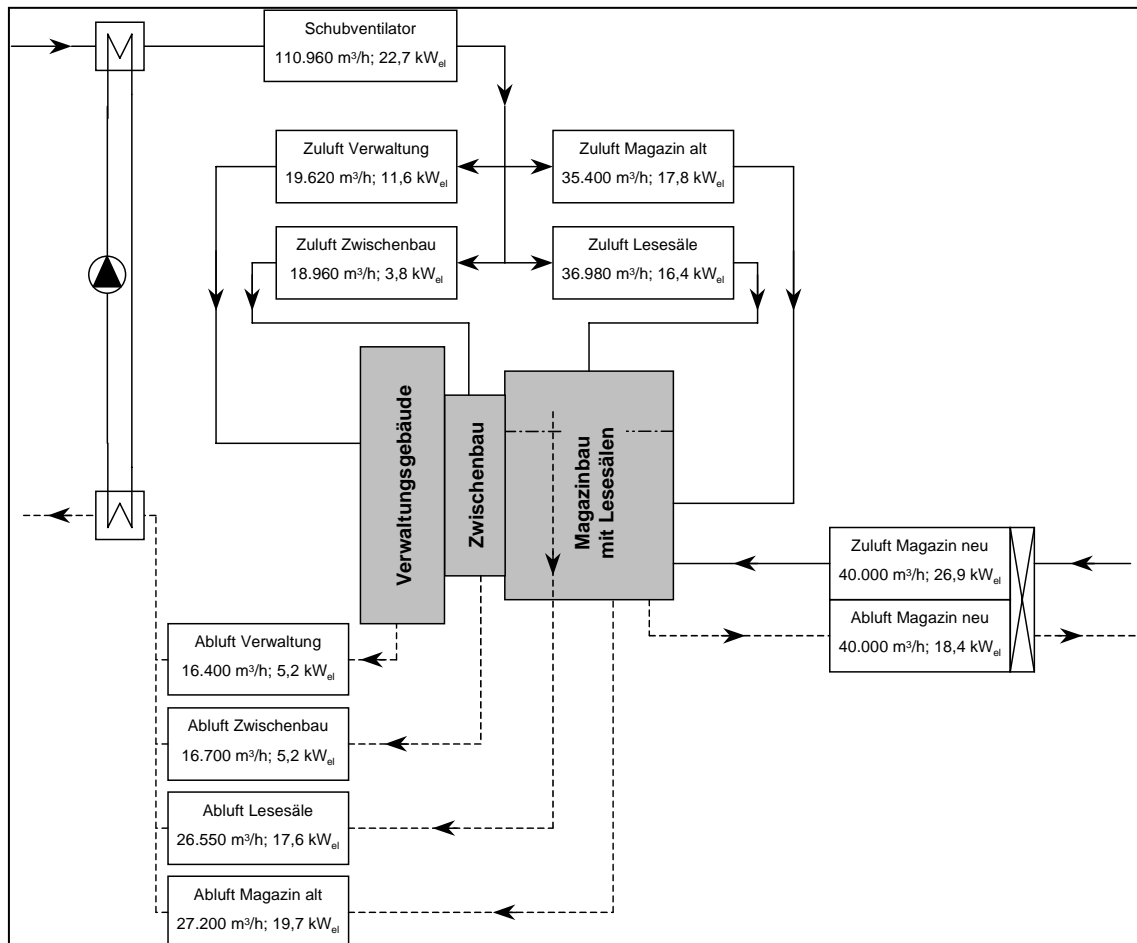 Schubventilator
110.960 m³/h; 22,7 kWel
Zuluft Verwaltung
19.620 m³/h; 11,6 kWel
Zuluft Magazin alt
35.400 m³/h; 17,8 kWel
Zuluft Zwischenbau
18.960 m³/h; 3,8 kWel
Zuluft Lesesäle
36.980 m³/h; 16,4 kWel
Verwaltungsgebäude
Zwischenbau
Magazinbau
mit Lesesälen
Zuluft Magazin neu
40.000 m³/h; 26,9 kWel
Abluft Magazin neu
40.000 m³/h; 18,4 kWel
Abluft Verwaltung
16.400 m³/h; 5,2 kWel
Abluft Zwischenbau
16.700 m³/h; 5,2 kWel
Abluft Lesesäle
26.550 m³/h; 17,6 kWel
Abluft Magazin alt
27.200 m³/h; 19,7 kWel